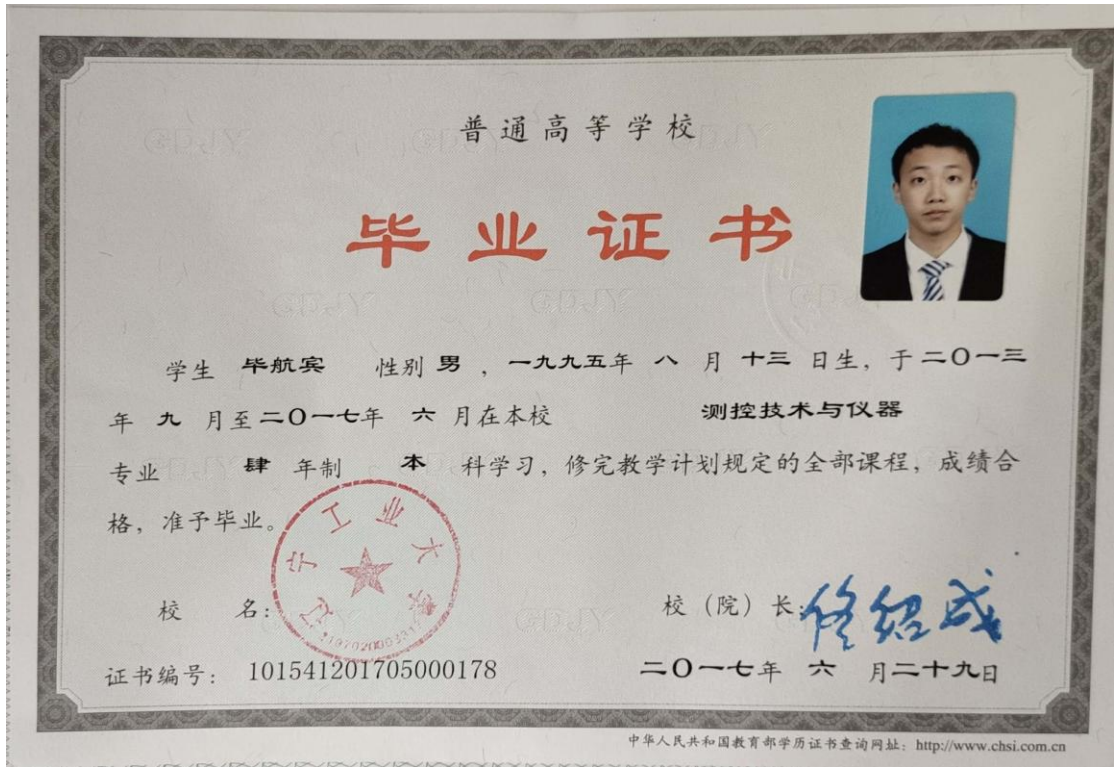 普通高等学校
毕业证书
学生 毕航宾 性别 男 ，一九九五年 八 月 十三 日生，于二〇一三
年 九 月至二〇一七年 六 月在本校 测控技术与仪器
专业 肆 年制 本 科学习，修完教学计划规定的全部课程，成绩合
格，准予毕业。
辽宁工业大学
校 名：
校（院）长：
证书编号： 101541201705000178
二〇一七年 六 月二十九日
中华人民共和国教育部学历证书查询网址：http://www.chsi.com.cn